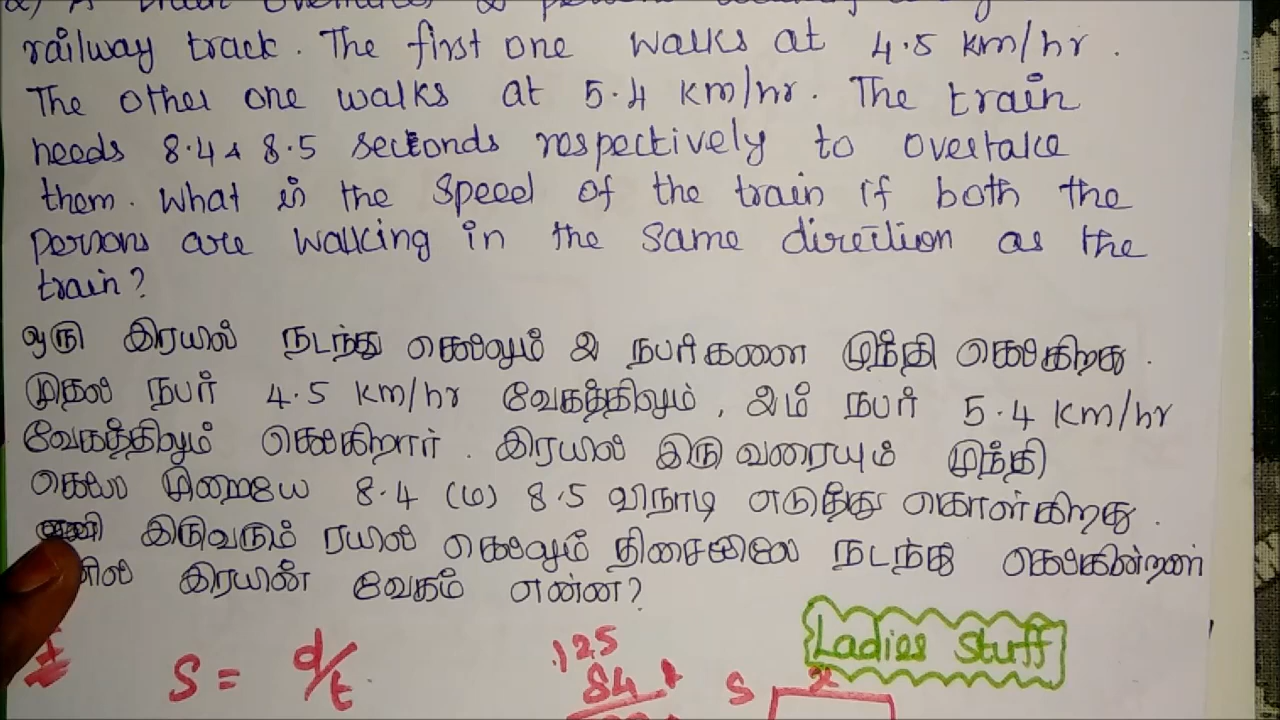 railway track. The first one walks at 4.5 km/hr.
The other one walks at 5.4 km/hr. The train
needs 8.4 & 8.5 seconds respectively to overtake
them. What is the speed of the train if both the
persons are walking in the same direction as the
train?
ஒரு இரயில் நடந்து செல்லும் 2 நபர்களை முந்தி செல்கிறது.
முதல் நபர் 4.5 km/hr வேகத்திலும், 2ம் நபர் 5.4 km/hr
வேகத்திலும் செல்கிறார். இரயில் இருவரையும் முந்தி
செல்ல முறையே 8.4 (ம) 8.5 வினாடி எடுத்து கொள்கிறது.
இருவரும் ரயில் செல்லும் திசையிலே நடந்து செல்கின்றனர்
இரயின் வேகம் என்ன?
Ladies Stuff
S = d/t
125
84
S x